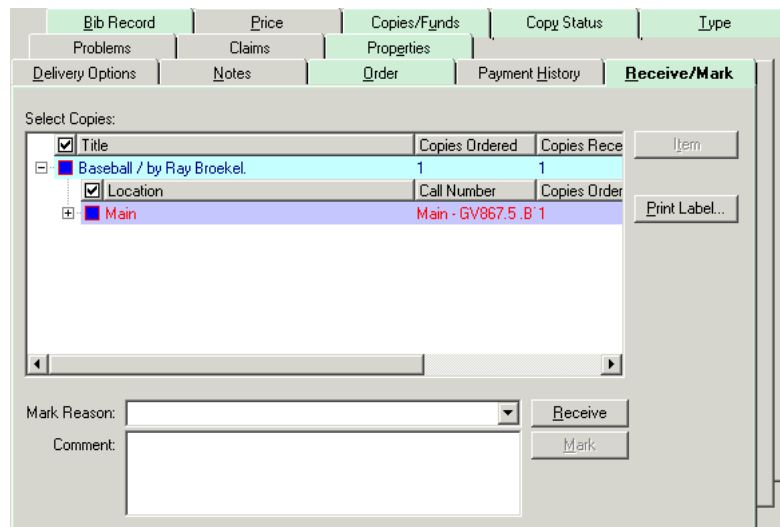 Bib Record Price Copies/Funds Copy Status Type
Problems Claims Properties
Delivery Options Notes Order Payment History Receive/Mark
Select Copies:
Title Copies Ordered Copies Rece
Item
Baseball / by Ray Broekel. 1 1
Location Call Number Copies Order
Main Main - GV867.5 .B 1
Print Label...
Mark Reason: Receive
Comment: Mark